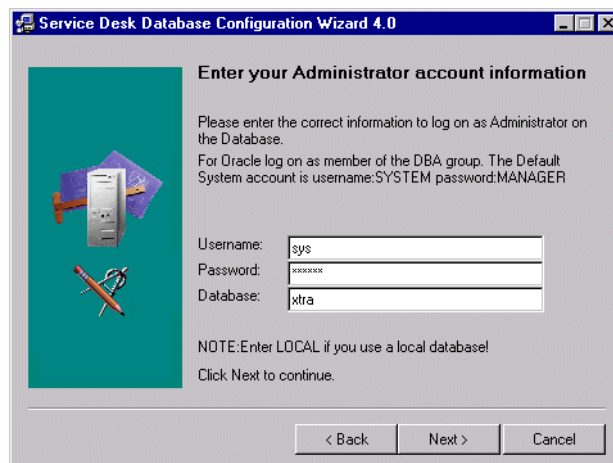 Service Desk Database Configuration Wizard 4.0
Enter your Administrator account information
Please enter the correct information to log on as Administrator on
the Database.
For Oracle log on as member of the DBA group. The Default
System account is username:SYSTEM password:MANAGER
Username: sys
Password: xxxxxx
Database: xtra
NOTE:Enter LOCAL if you use a local database!
Click Next to continue.
< Back Next > Cancel